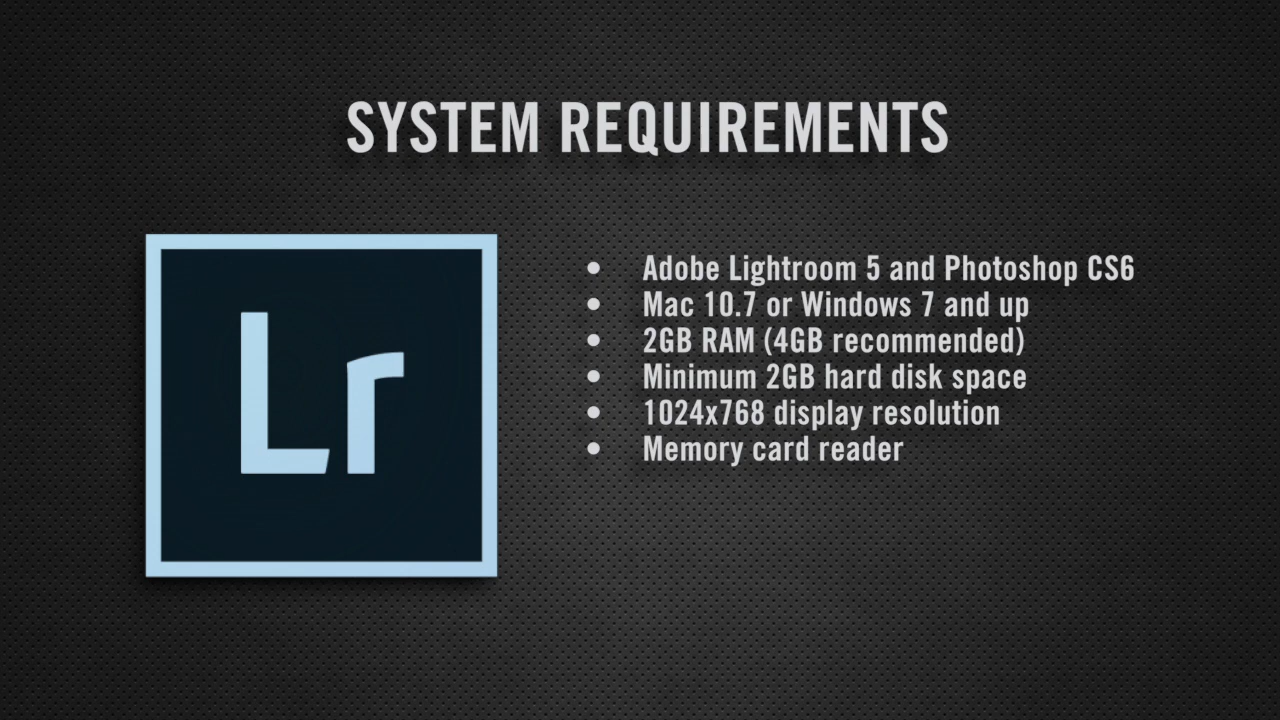 SYSTEM REQUIREMENTS
Lr
• Adobe Lightroom 5 and Photoshop CS6
• Mac 10.7 or Windows 7 and up
• 2GB RAM (4GB recommended)
• Minimum 2GB hard disk space
• 1024x768 display resolution
• Memory card reader